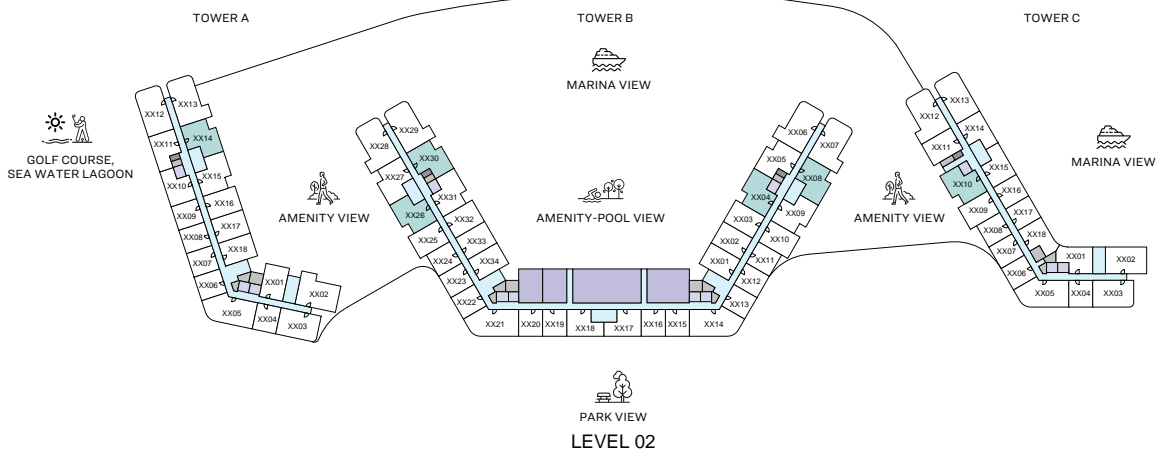 TOWER A
TOWER B
TOWER C
MARINA VIEW
GOLF COURSE,
SEA WATER LAGOON
AMENITY VIEW
AMENITY-POOL VIEW
AMENITY VIEW
MARINA VIEW
XX12
XX13
XX11
XX14
XX10
XX15
XX09
XX16
XX08
XX17
XX07
XX18
XX06
XX01
XX02
XX05
XX04
XX03
XX29
XX28
XX30
XX27
XX31
XX26
XX32
XX25
XX33
XX24
XX34
XX23
XX22
XX21
XX20
XX19
XX18
XX17
XX16
XX15
XX14
XX06
XX07
XX05
XX08
XX04
XX09
XX03
XX10
XX02
XX11
XX01
XX12
XX13
XX13
XX12
XX14
XX11
XX15
XX10
XX16
XX09
XX17
XX08
XX18
XX07
XX01
XX02
XX06
XX05
XX04
XX03
PARK VIEW
LEVEL 02